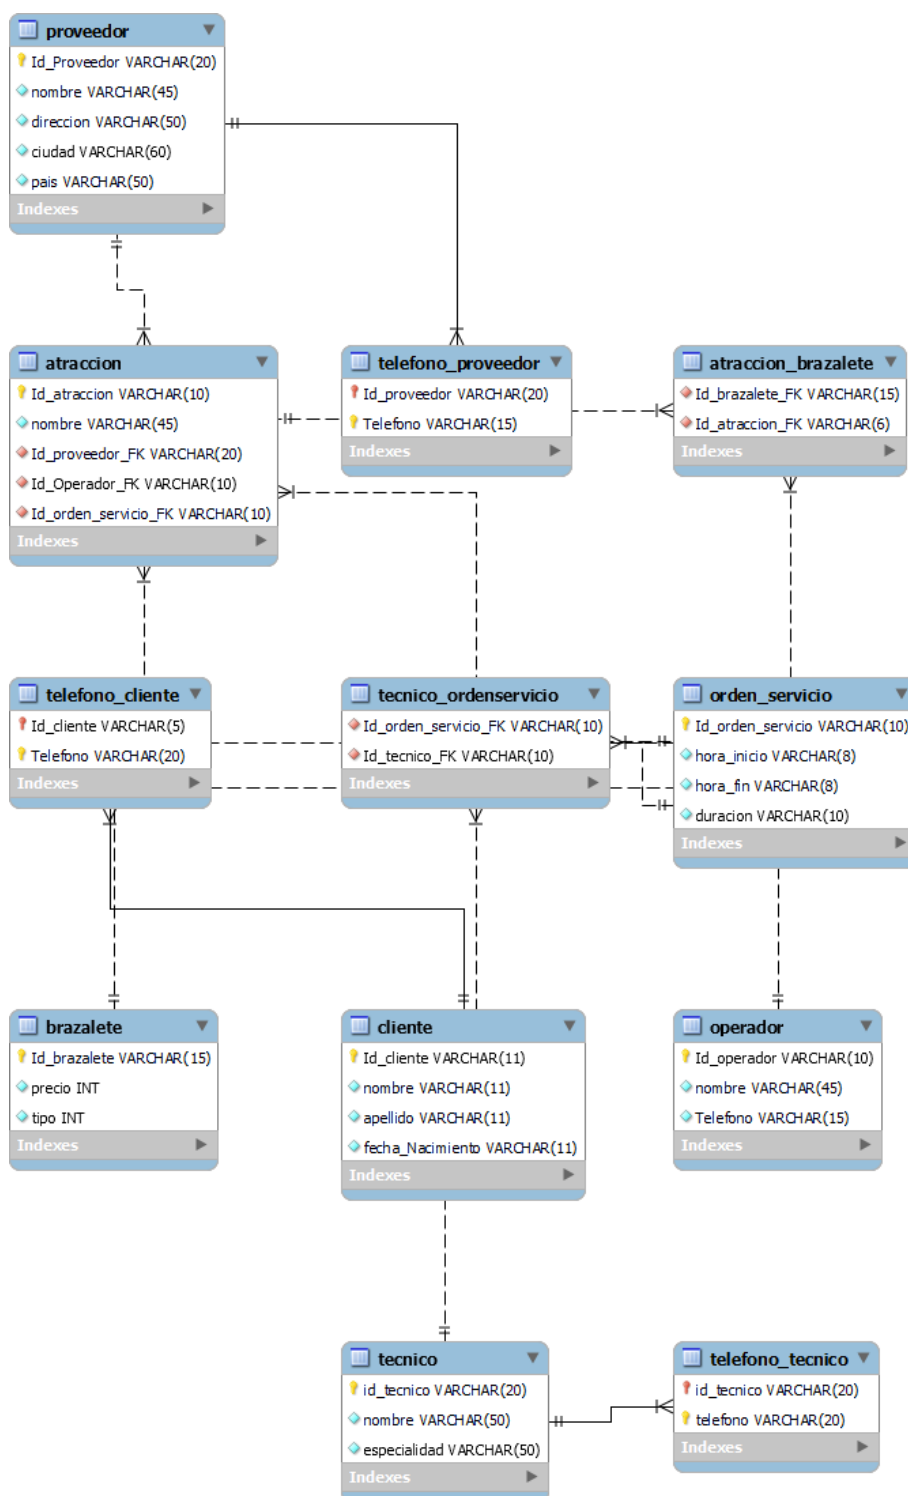 proveedor
Id_Proveedor VARCHAR(20)
nombre VARCHAR(45)
direccion VARCHAR(50)
ciudad VARCHAR(60)
pais VARCHAR(50)
Indexes
atraccion
Id_atraccion VARCHAR(10)
nombre VARCHAR(45)
Id_proveedor_FK VARCHAR(20)
Id_Operador_FK VARCHAR(10)
Id_orden_servicio_FK VARCHAR(10)
Indexes
telefono_proveedor
Id_proveedor VARCHAR(20)
Telefono VARCHAR(15)
Indexes
atraccion_brazalete
Id_brazalete_FK VARCHAR(15)
Id_atraccion_FK VARCHAR(6)
Indexes
telefono_cliente
Id_cliente VARCHAR(5)
Telefono VARCHAR(20)
Indexes
tecnico_ordenservicio
Id_orden_servicio_FK VARCHAR(10)
Id_tecnico_FK VARCHAR(10)
Indexes
orden_servicio
Id_orden_servicio VARCHAR(10)
hora_inicio VARCHAR(8)
hora_fin VARCHAR(8)
duracion VARCHAR(10)
Indexes
brazalete
Id_brazalete VARCHAR(15)
precio INT
tipo INT
Indexes
cliente
Id_cliente VARCHAR(11)
nombre VARCHAR(11)
apellido VARCHAR(11)
fecha_Nacimiento VARCHAR(11)
Indexes
operador
Id_operador VARCHAR(10)
nombre VARCHAR(45)
Telefono VARCHAR(15)
Indexes
tecnico
id_tecnico VARCHAR(20)
nombre VARCHAR(50)
especialidad VARCHAR(50)
Indexes
telefono_tecnico
id_tecnico VARCHAR(20)
telefono VARCHAR(20)
Indexes